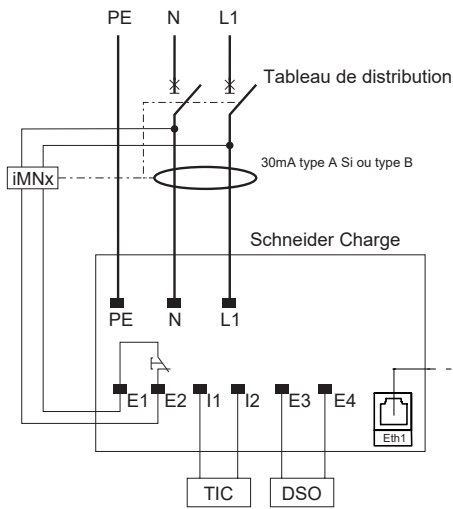 PE N L1
Tableau de distribution
30mA type A Si ou type B
iMNx
Schneider Charge
PE N L1
E1 E2 I1 I2 E3 E4
Eth1
TIC DSO